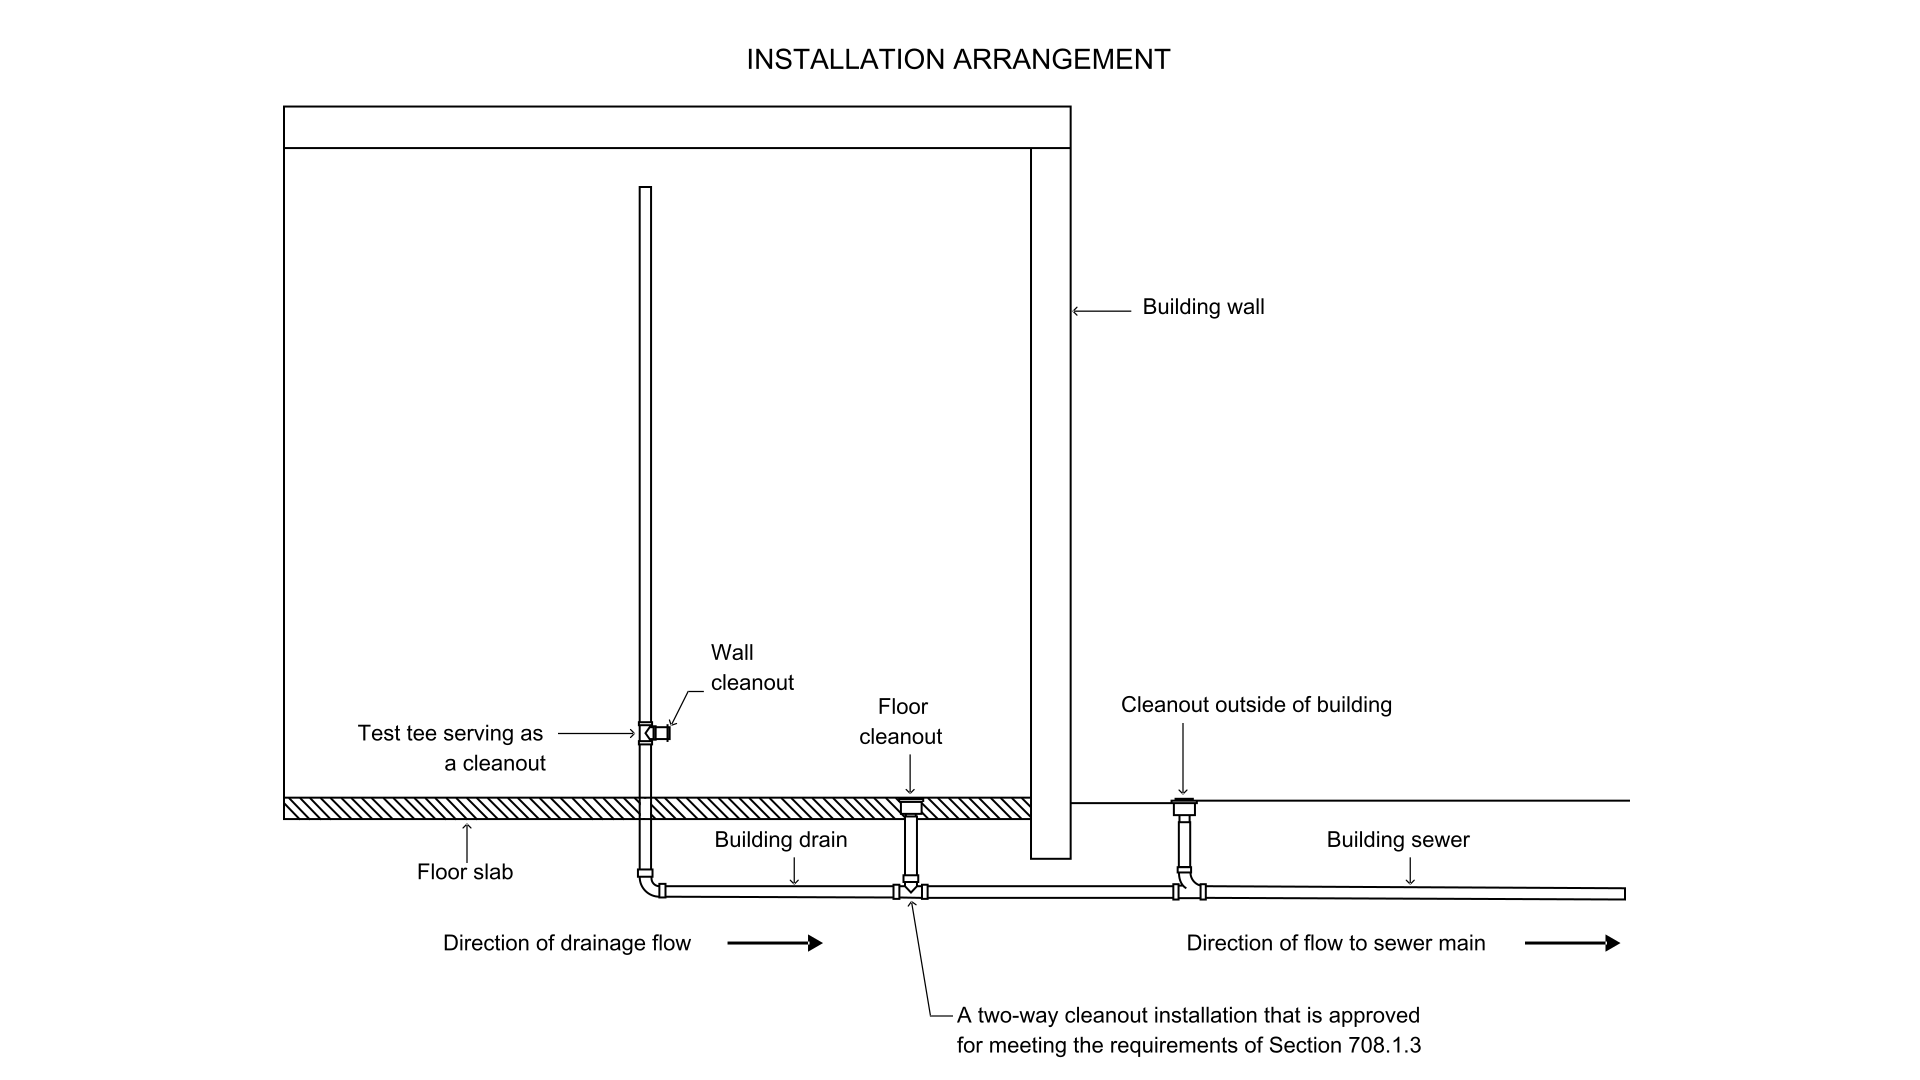 INSTALLATION ARRANGEMENT
Building wall
Wall
cleanout
Test tee serving as
a cleanout
Floor
cleanout
Cleanout outside of building
Building drain
Building sewer
Floor slab
Direction of drainage flow
Direction of flow to sewer main
A two-way cleanout installation that is approved
for meeting the requirements of Section 708.1.3